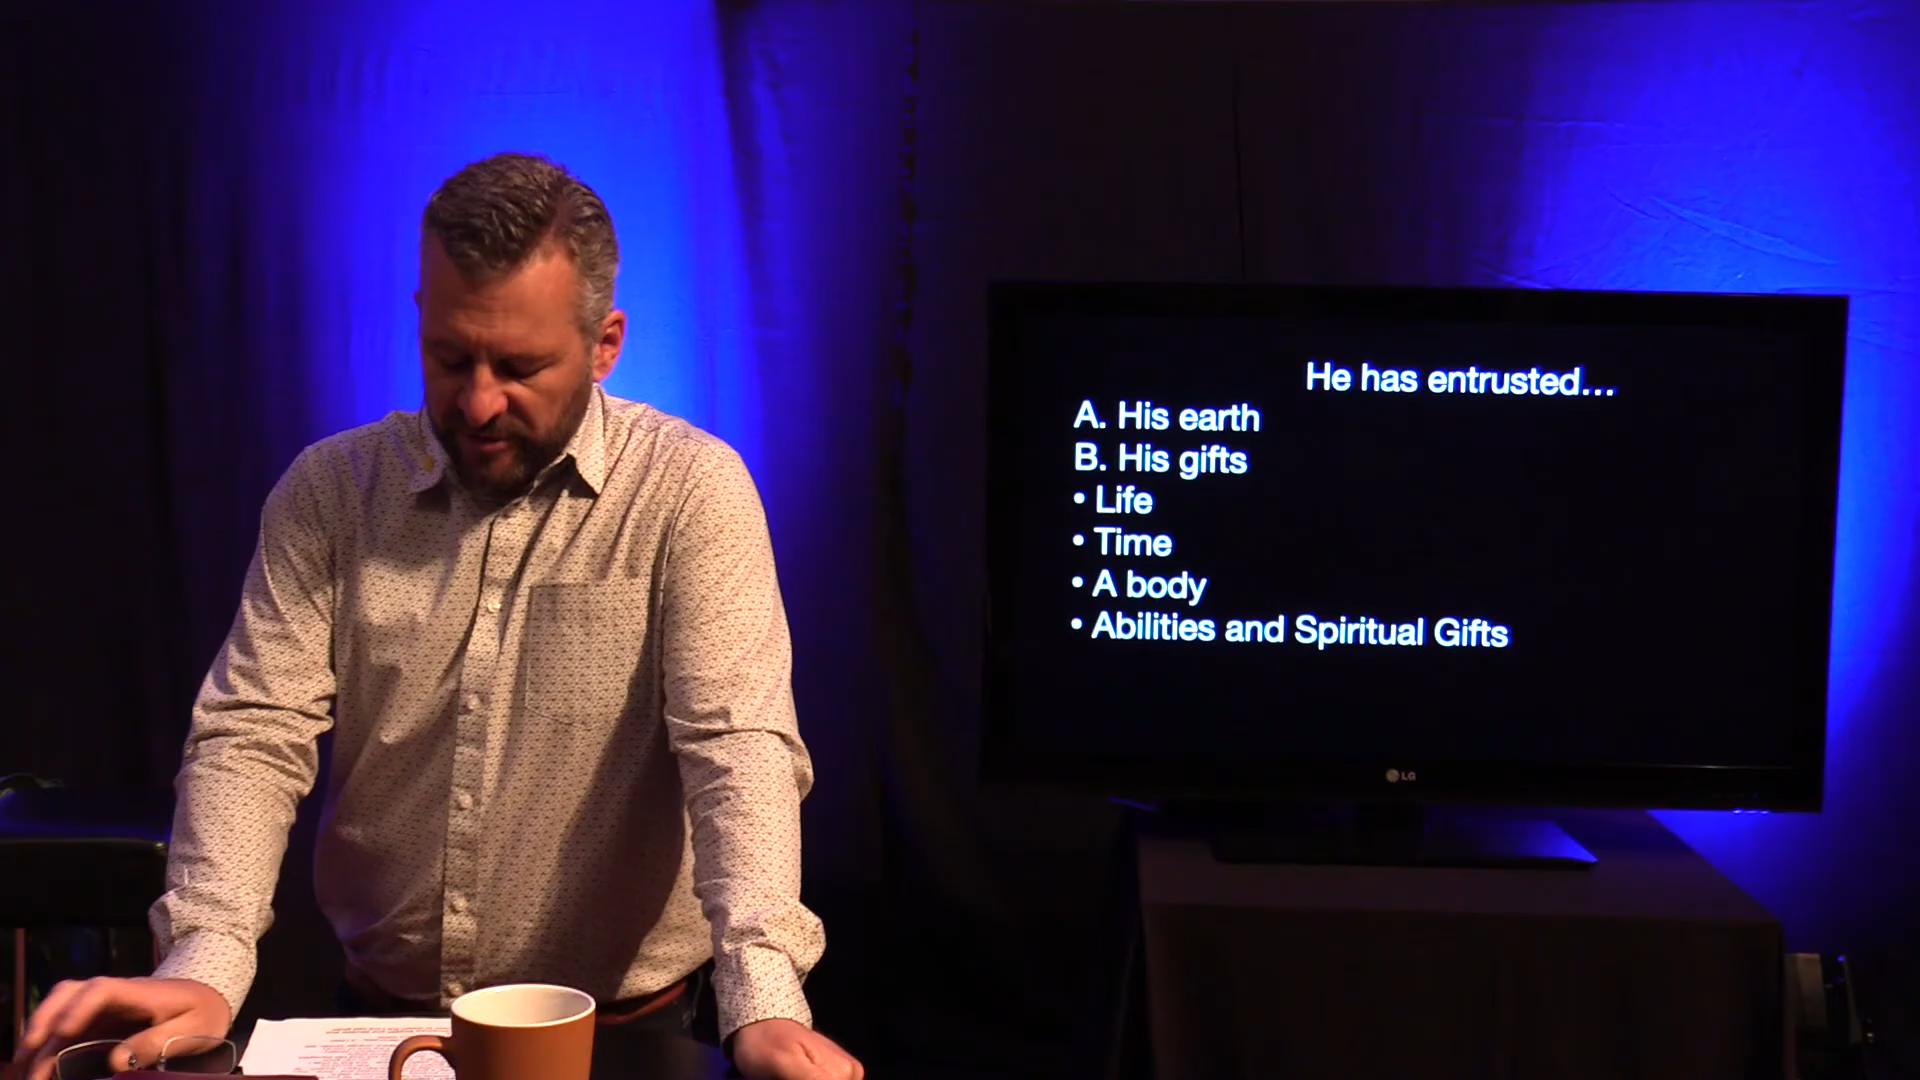 He has entrusted...
A. His earth
B. His gifts
• Life
• Time
• A body
• Abilities and Spiritual Gifts
LG